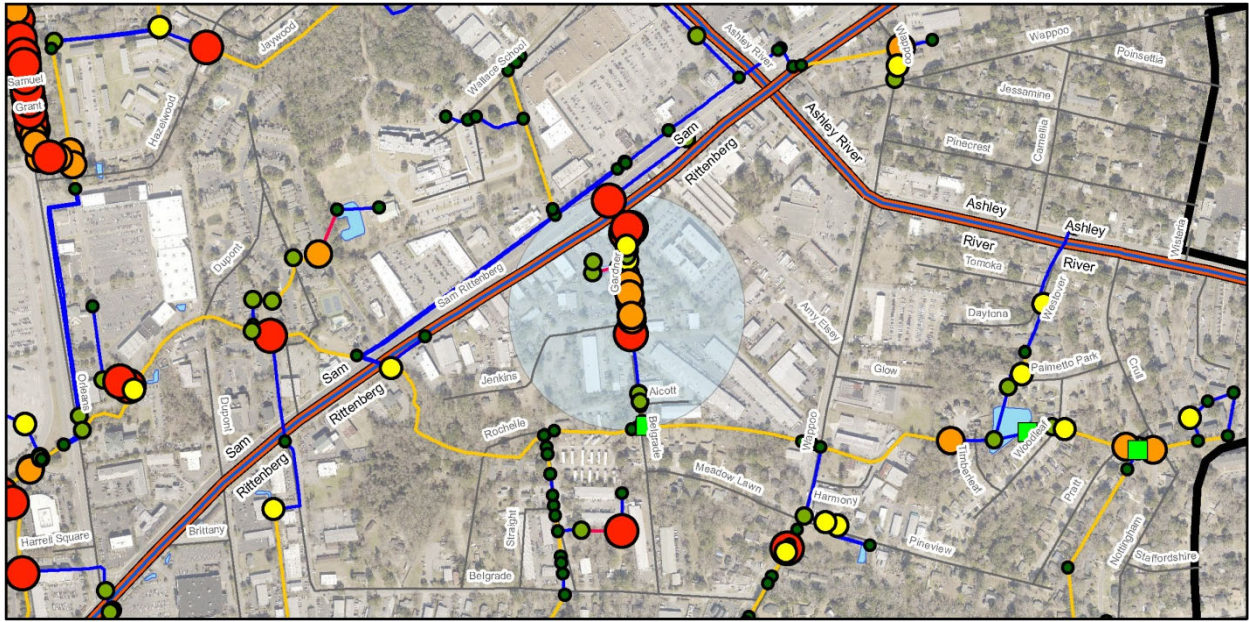 Jaywood
Samuel
Grant
Hazelwood
Wallace School
Ashley River
Wappoo
Wappoo
Poinsettia
Jessamine
Camellia
Pinecrest
Sam
Rittenberg
Ashley River
Ashley
River
Ashley
River
Wisteria
Dupont
Sam Rittenberg
Gardner
Tomoka
Westover
Daytona
Amy Elsey
Sam
Rittenberg
Jenkins
Glow
Palmetto Park
Crull
Orleans
Dupont
Alcott
Belgrade
Rochelle
Wappoo
Sam
Rittenberg
Timberleaf
Woodleaf
Meadow Lawn
Harmony
Pratt
Pineview
Nottingham
Straight
Brittany
Harrell Square
Belgrade
Staffordshire